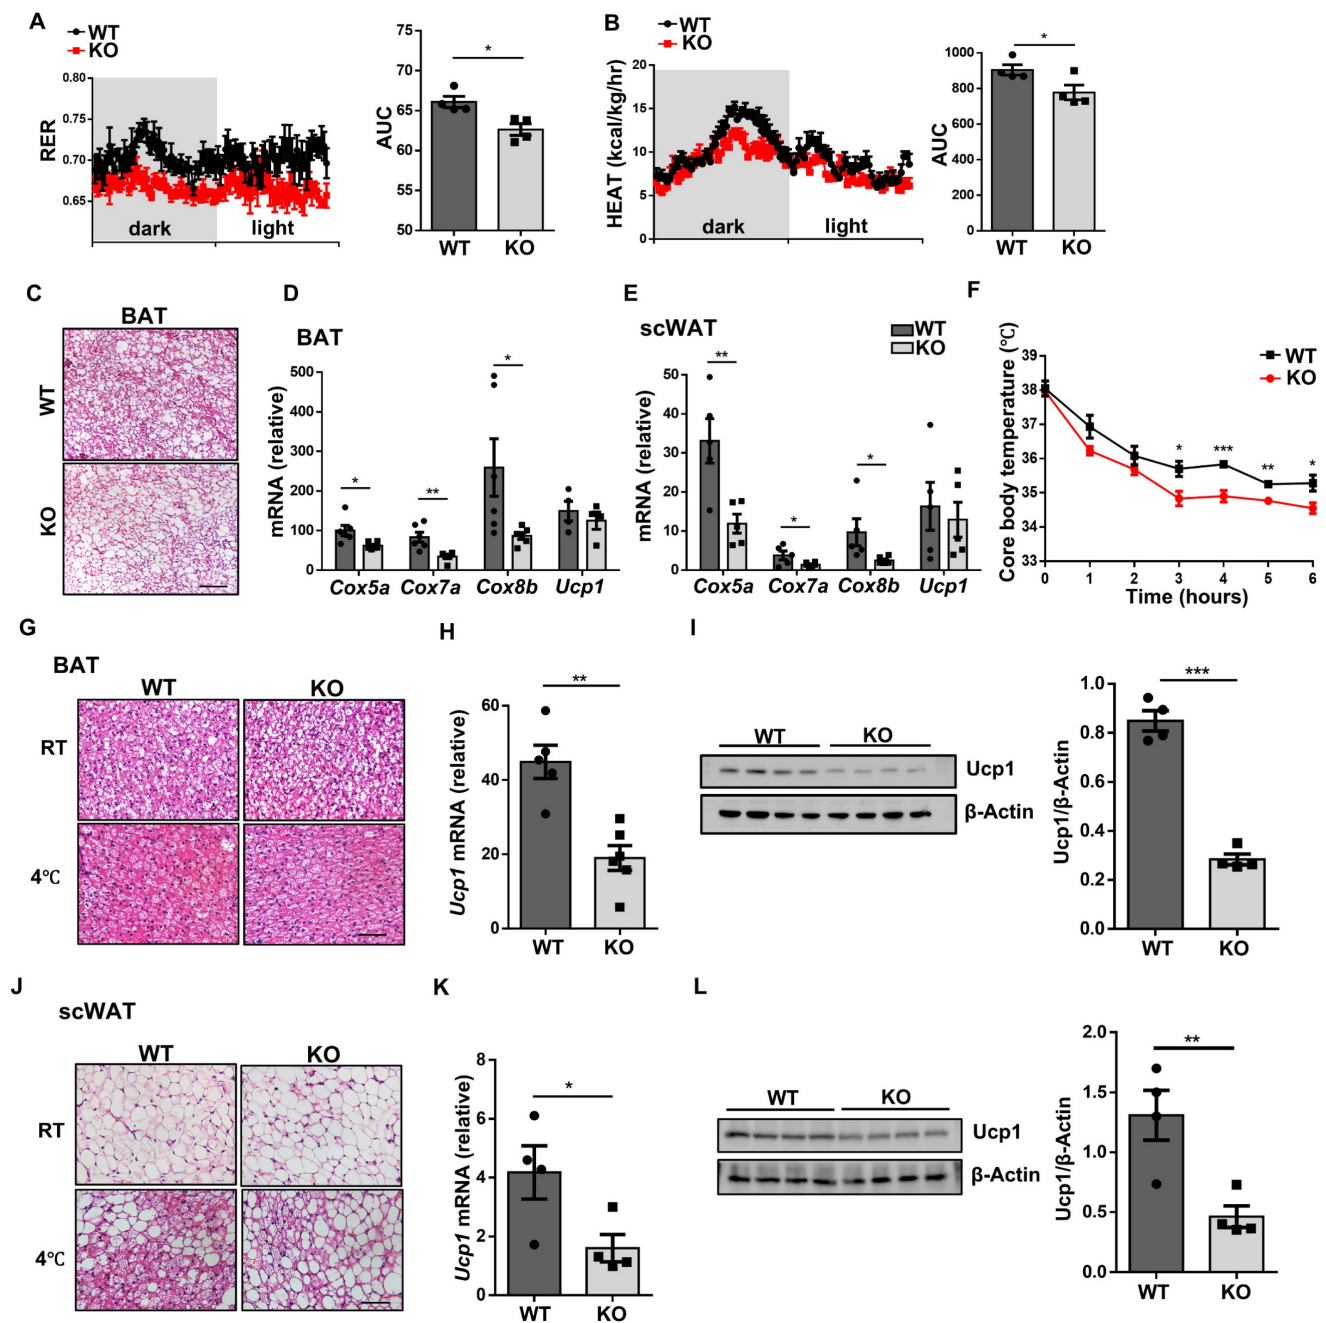 A
WT
KO
RER
0.80
0.75
0.70
0.65
dark
light
AUC
75
70
65
60
55
50
*
WT
KO
B
WT
KO
HEAT (kcal/kg/hr)
20
15
10
5
0
dark
light
AUC
1000
800
600
400
200
0
*
WT
KO
C
BAT
WT
KO
D
BAT
mRNA (relative)
500
400
300
200
100
0
*
**
*
Cox5a Cox7a Cox8b Ucp1
E
scWAT
WT
KO
mRNA (relative)
50
40
30
20
10
0
**
*
*
Cox5a Cox7a Cox8b Ucp1
F
Core body temperature (°C)
39
38
37
36
35
34
33
WT
KO
*
***
**
*
0 1 2 3 4 5 6
Time (hours)
G
BAT
WT KO
RT
4℃
H
Ucp1 mRNA (relative)
60
40
20
0
**
WT KO
I
WT KO
Ucp1
β-Actin
Ucp1/β-Actin
1.0
0.8
0.6
0.4
0.2
0.0
***
WT KO
J
scWAT
WT KO
RT
4℃
K
Ucp1 mRNA (relative)
8
6
4
2
0
*
WT KO
L
WT KO
Ucp1
β-Actin
Ucp1/β-Actin
2.0
1.5
1.0
0.5
0.0
**
WT KO